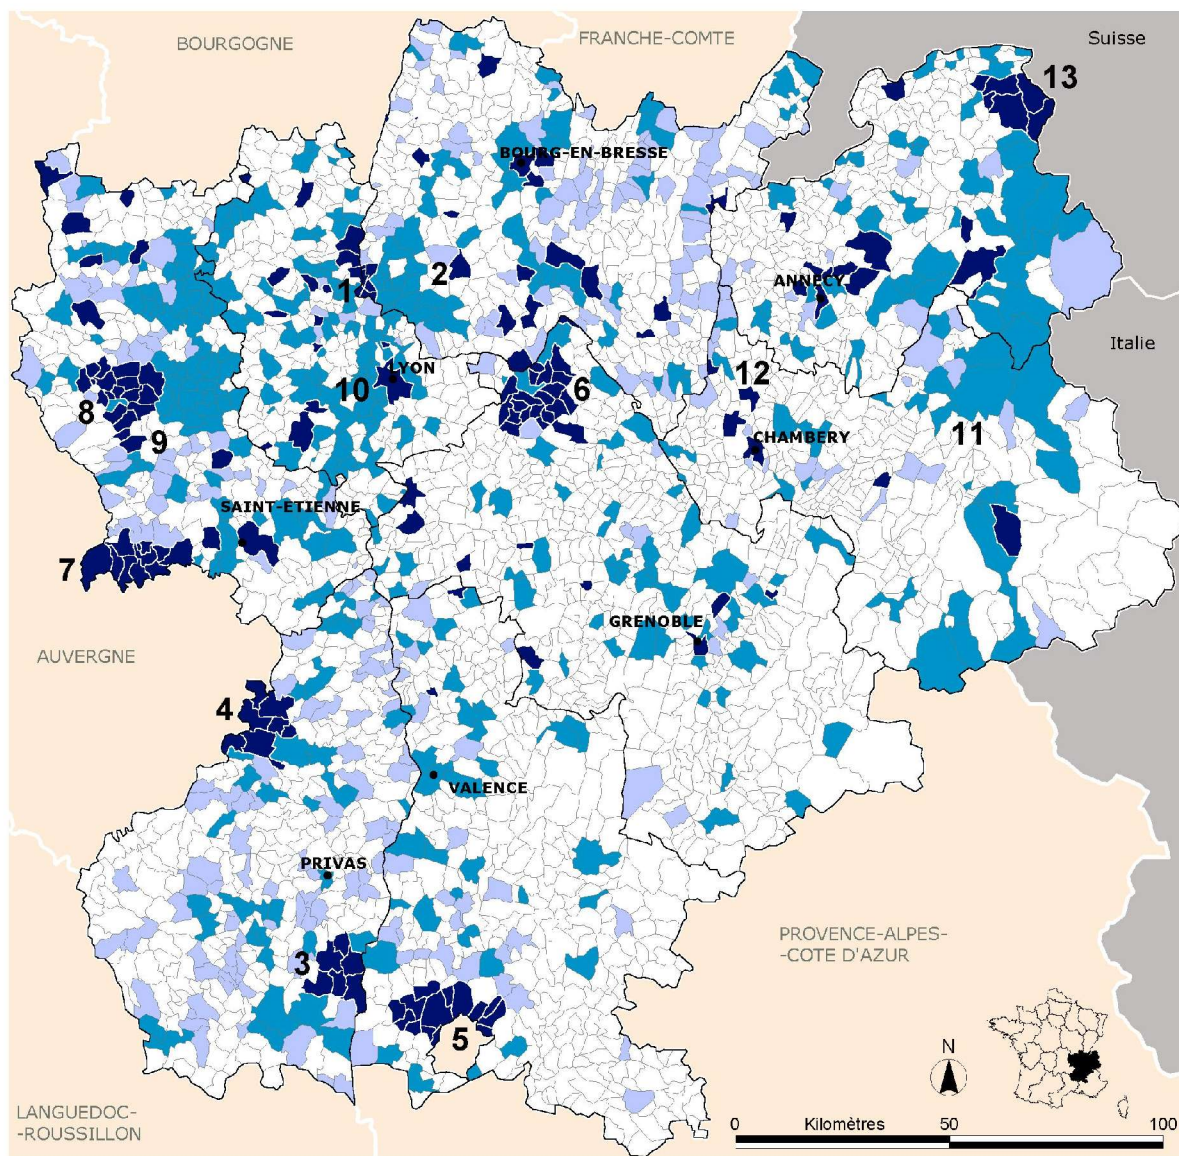 BOURGOGNE
FRANCHE-COMTE
Suisse
13
BOURG-EN-BRESSE
2
1
ANNECY
Italie
LYON
10
6
12
8
9
CHAMBERY
11
SAINT-ETIENNE
7
GRENOBLE
AUVERGNE
4
VALENCE
PRIVAS
PROVENCE-ALPES-
-COTE D'AZUR
3
5
N
LANGUEDOC-
-ROUSSILLON
0 Kilomètres 50 100